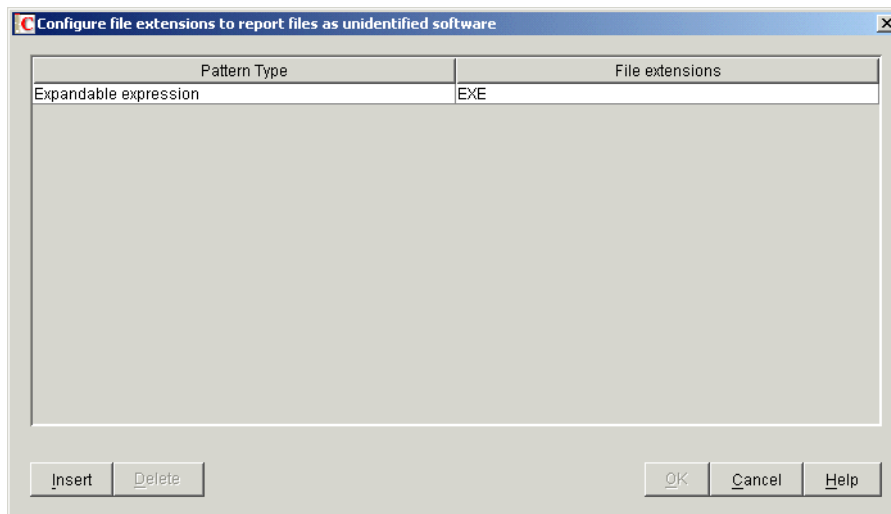 C Configure file extensions to report files as unidentified software
Pattern Type File extensions
Expandable expression EXE
Insert Delete OK Cancel Help